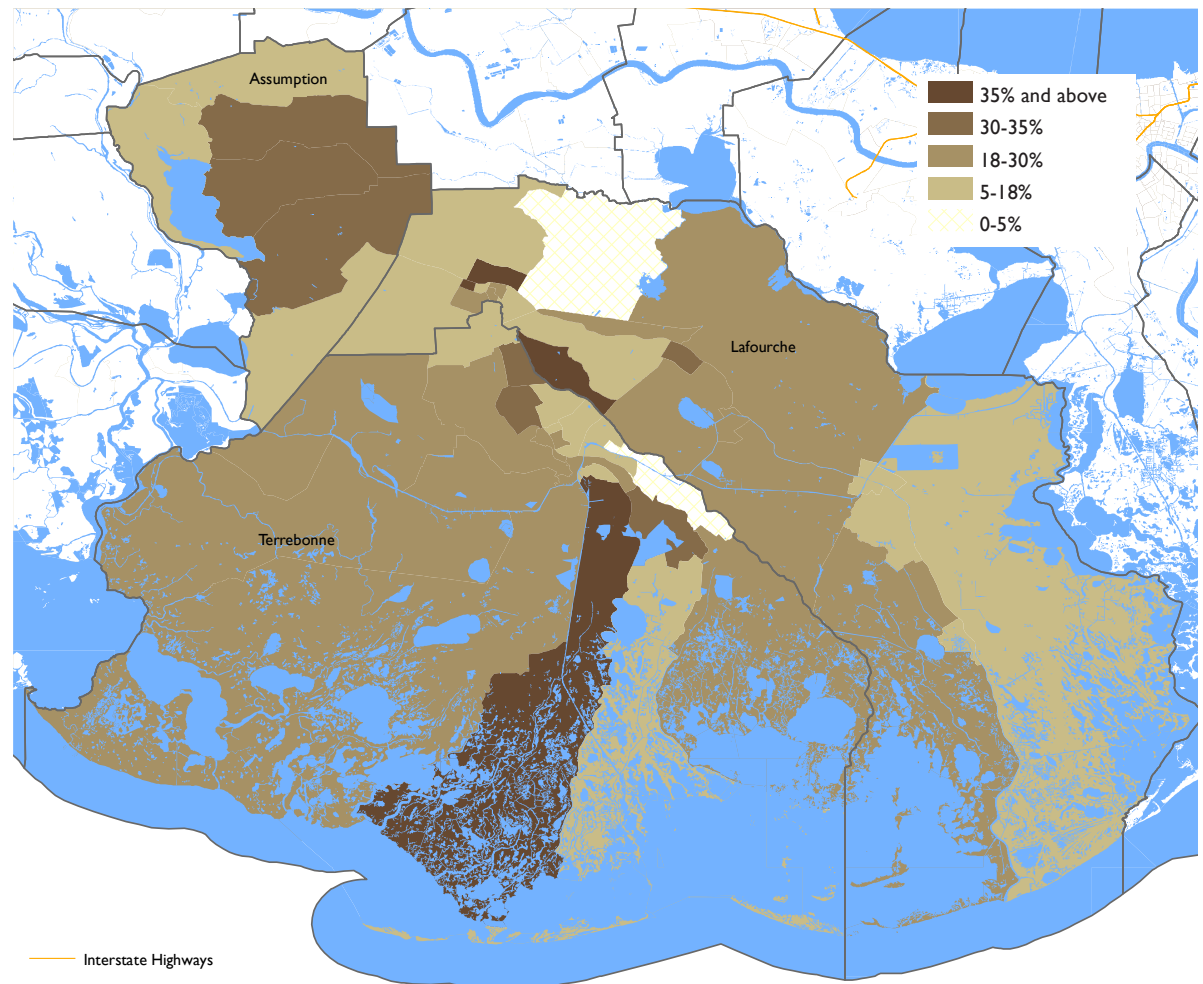 Assumption
35% and above
30-35%
18-30%
5-18%
0-5%
Lafourche
Terrebonne
Interstate Highways